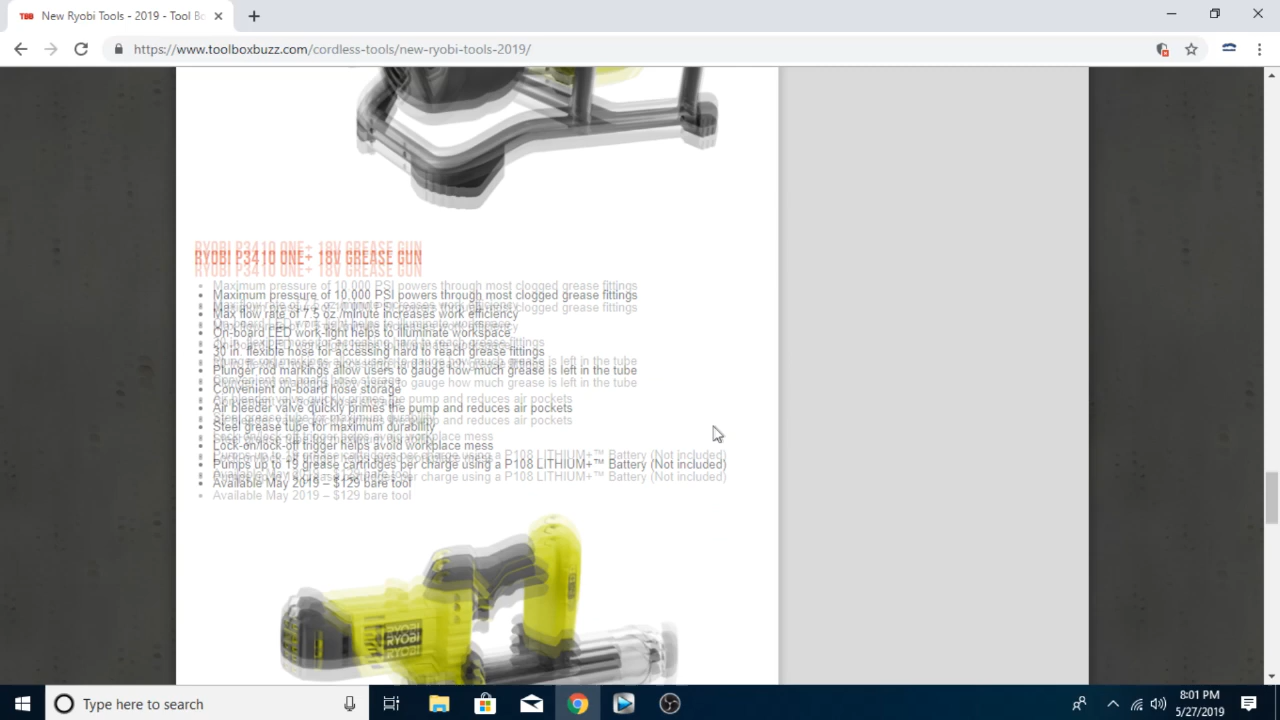 TBB New Ryobi Tools - 2019 - Tool Bo
https://www.toolboxbuzz.com/cordless-tools/new-ryobi-tools-2019/
RYOBI P3410 ONE+ 18V GREASE GUN
• Maximum pressure of 10,000 PSI powers through most clogged grease fittings
• Max flow rate of 7.5 oz./minute increases work efficiency
• On-board LED work-light helps to illuminate workspace
• 30 in. flexible hose for accessing hard to reach grease fittings
• Plunger rod markings allow users to gauge how much grease is left in the tube
• Convenient on-board hose storage
• Air bleeder valve quickly primes the pump and reduces air pockets
• Steel grease tube for maximum durability
• Lock-on/lock-off trigger helps avoid workplace mess
• Pumps up to 19 grease cartridges per charge using a P108 LITHIUM+™ Battery (Not included)
• Available May 2019 – $129 bare tool
RYOBI
Type here to search
8:01 PM
5/27/2019